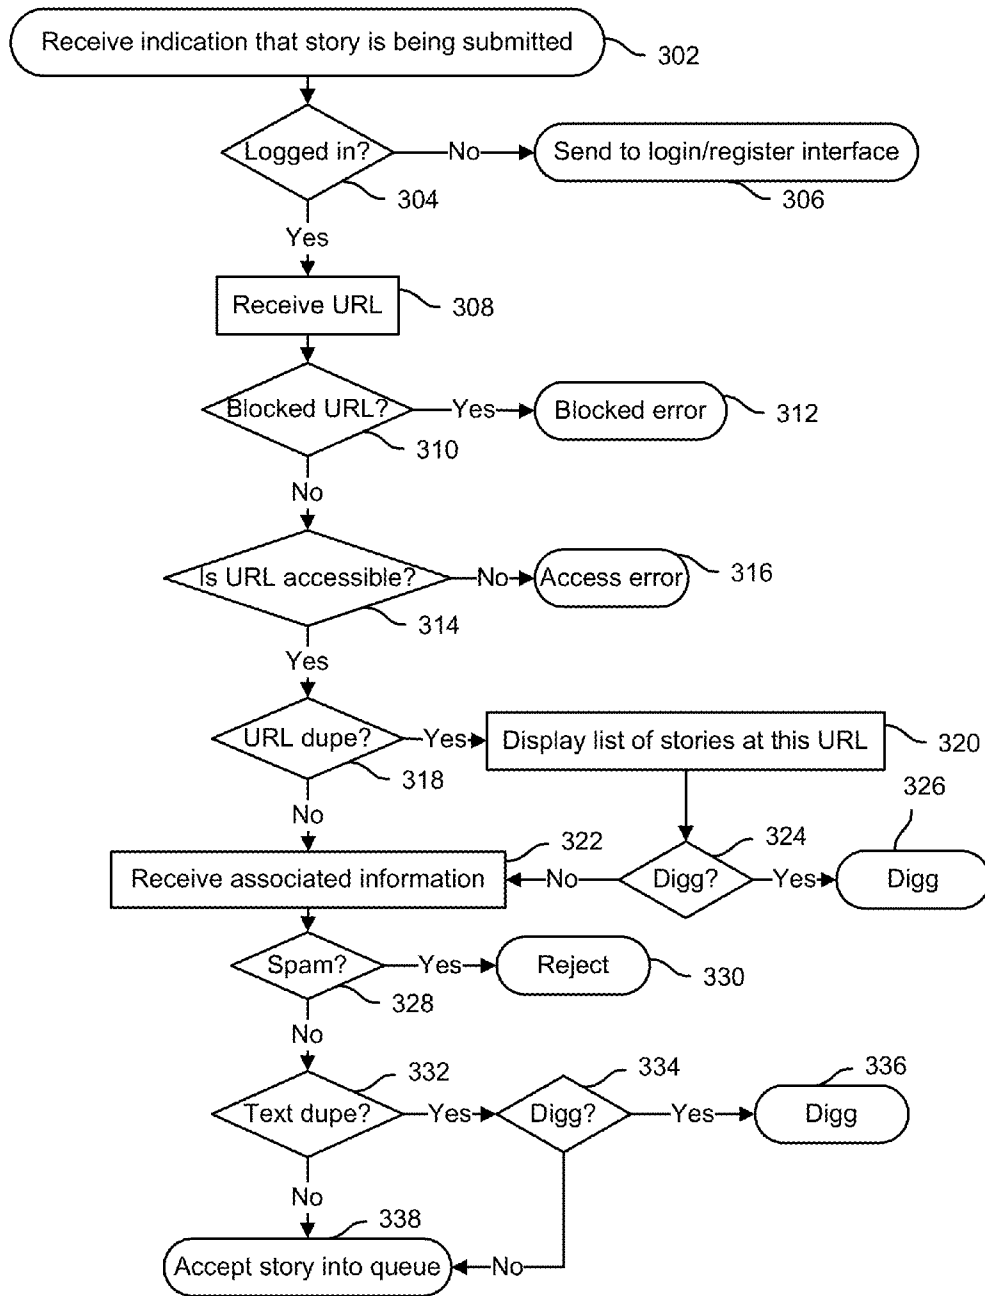 Receive indication that story is being submitted
302
Logged in?
No
Send to login/register interface
304
306
Yes
Receive URL
308
Blocked URL?
Yes
Blocked error
312
310
No
Is URL accessible?
No
Access error
316
314
Yes
URL dupe?
Yes
Display list of stories at this URL
320
318
No
322
324
326
Receive associated information
No
Digg?
Yes
Digg
Spam?
Yes
Reject
330
328
No
332
334
336
Text dupe?
Yes
Digg?
Yes
Digg
No
338
Accept story into queue
No